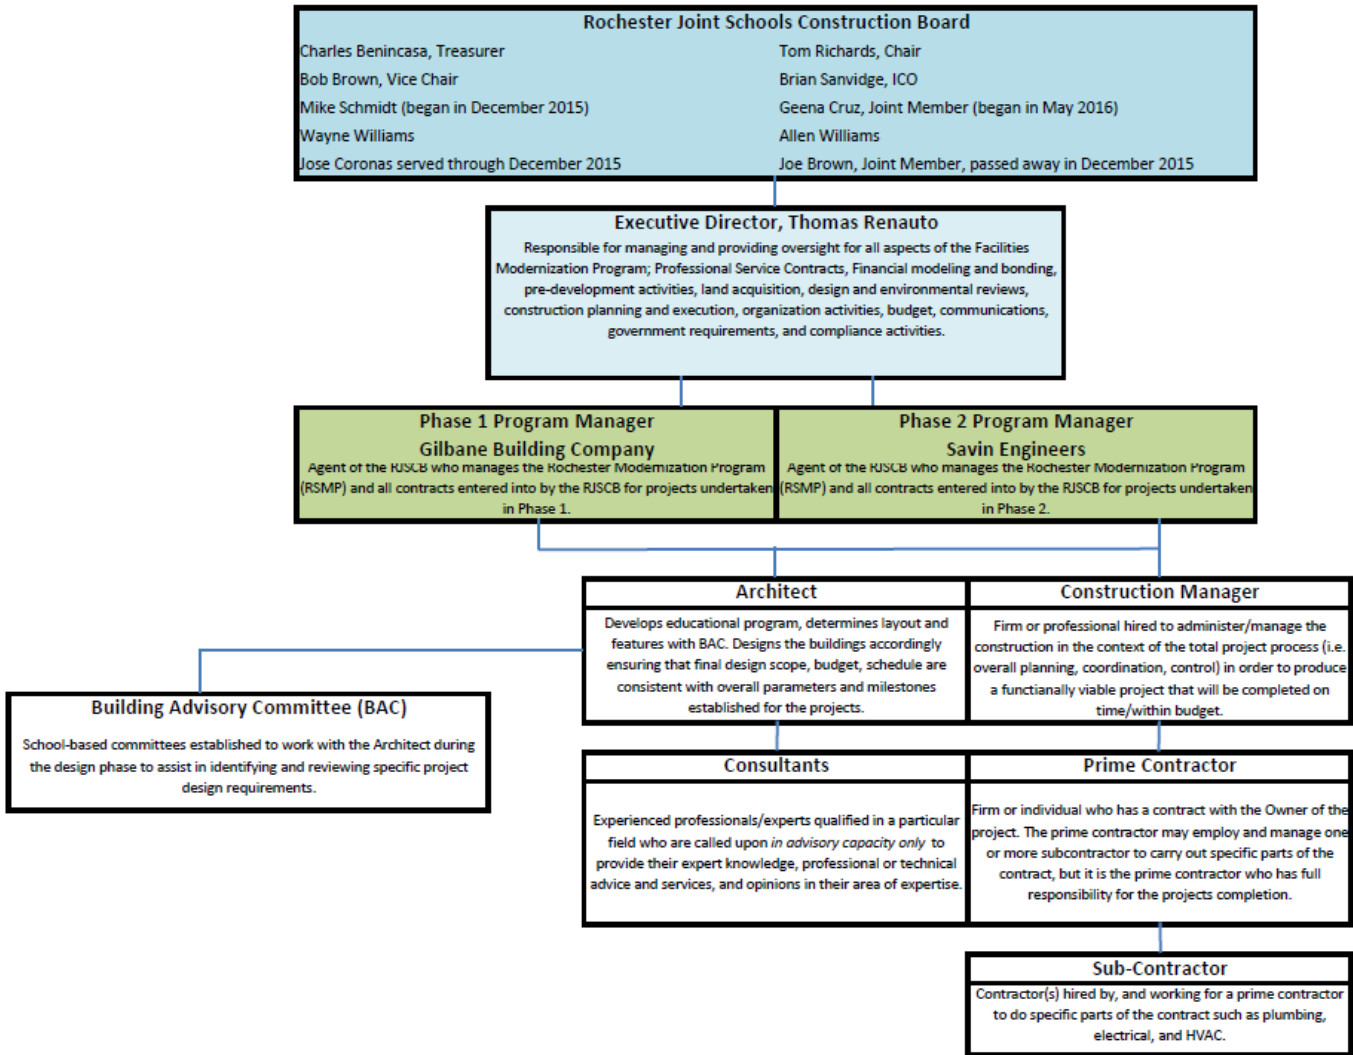 Rochester Joint Schools Construction Board
Charles Benincasa, Treasurer
Tom Richards, Chair
Bob Brown, Vice Chair
Brian Sanvidge, ICO
Mike Schmidt (began in December 2015)
Geena Cruz, Joint Member (began in May 2016)
Wayne Williams
Allen Williams
Jose Coronas served through December 2015
Joe Brown, Joint Member, passed away in December 2015
Executive Director, Thomas Renauto
Responsible for managing and providing oversight for all aspects of the Facilities
Modernization Program; Professional Service Contracts, Financial modeling and bonding,
pre-development activities, land acquisition, design and environmental reviews,
construction planning and execution, organization activities, budget, communications,
government requirements, and compliance activities.
Phase 1 Program Manager
Gilbane Building Company
Agent of the RJSCB who manages the Rochester Modernization Program
(RSMP) and all contracts entered into by the RJSCB for projects undertaken
in Phase 1.
Phase 2 Program Manager
Savin Engineers
Agent of the RJSCB who manages the Rochester Modernization Program
(RSMP) and all contracts entered into by the RJSCB for projects undertaken
in Phase 2.
Architect
Develops educational program, determines layout and
features with BAC. Designs the buildings accordingly
ensuring that final design scope, budget, schedule are
consistent with overall parameters and milestones
established for the projects.
Construction Manager
Firm or professional hired to administer/manage the
construction in the context of the total project process (i.e.
overall planning, coordination, control) in order to produce
a functionally viable project that will be completed on
time/within budget.
Building Advisory Committee (BAC)
School-based committees established to work with the Architect during
the design phase to assist in identifying and reviewing specific project
design requirements.
Consultants
Experienced professionals/experts qualified in a particular
field who are called upon in advisory capacity only to
provide their expert knowledge, professional or technical
advice and services, and opinions in their area of expertise.
Prime Contractor
Firm or individual who has a contract with the Owner of the
project. The prime contractor may employ and manage one
or more subcontractor to carry out specific parts of the
contract, but it is the prime contractor who has full
responsibility for the projects completion.
Sub-Contractor
Contractor(s) hired by, and working for a prime contractor
to do specific parts of the contract such as plumbing,
electrical, and HVAC.